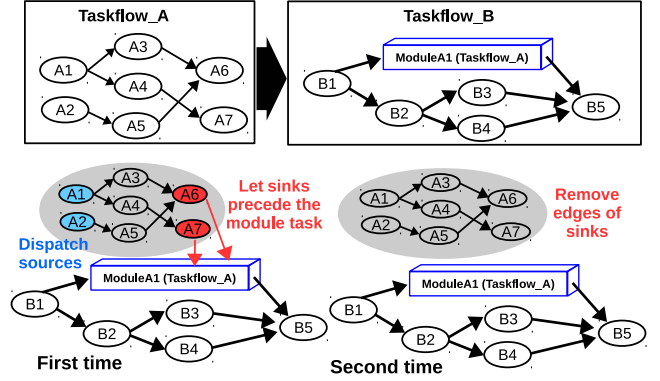 Taskflow_A
A1
A2
A3
A4
A5
A6
A7
Taskflow_B
B1
ModuleA1 (Taskflow_A)
B2
B3
B4
B5
A1
A2
A3
A4
A5
A6
A7
Let sinks
precede the
module task
Dispatch
sources
ModuleA1 (Taskflow_A)
B1
B2
B3
B4
B5
First time
A1
A2
A3
A4
A5
A6
A7
Remove
edges of
sinks
ModuleA1 (Taskflow_A)
B1
B2
B3
B4
B5
Second time